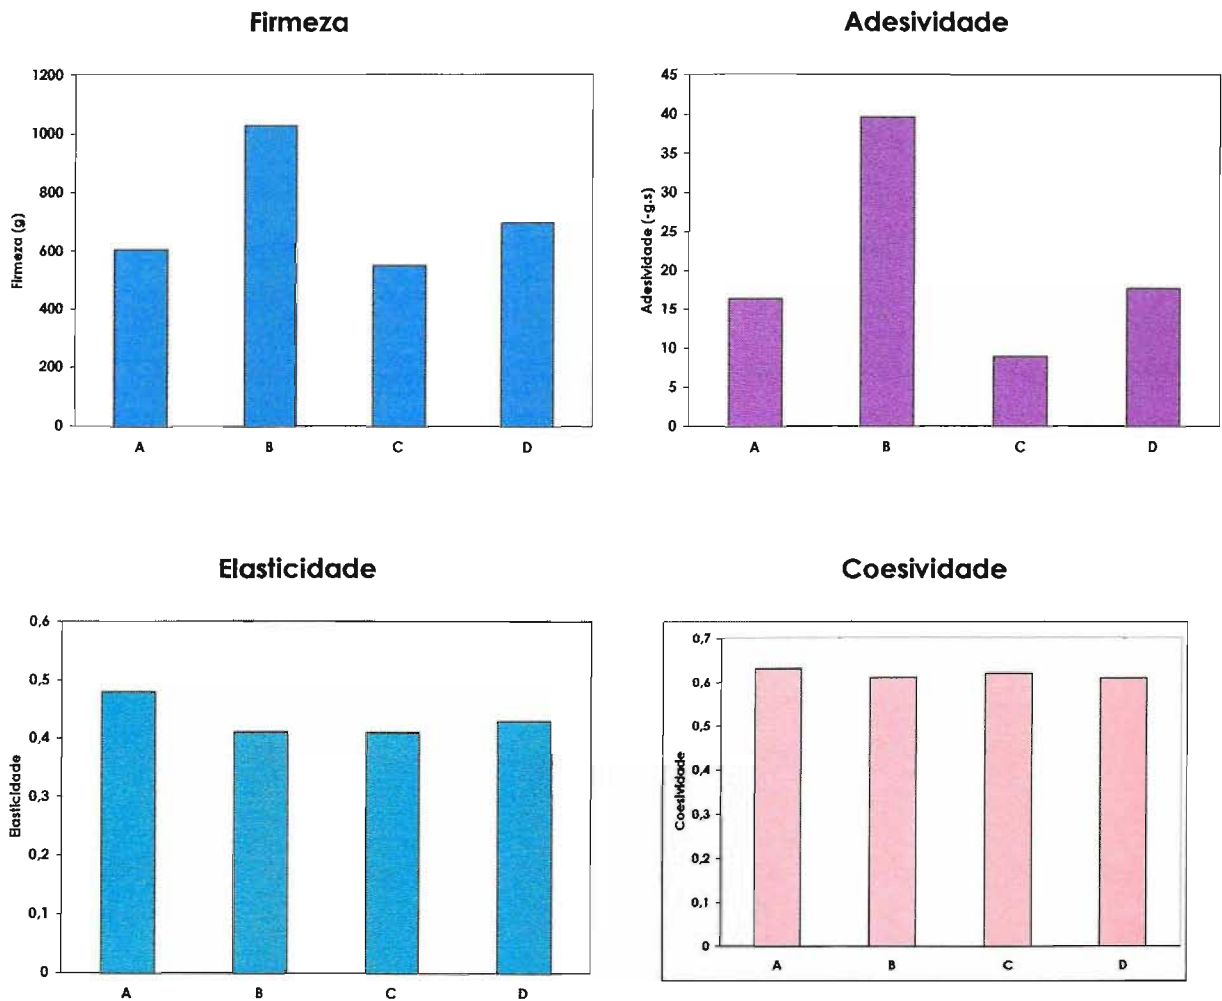 Firmeza
1200
1000
800
600
400
200
0
Firmeza (g)
A B C D
Adesividade
45
40
35
30
25
20
15
10
5
0
Adesividade (-g.s)
A B C D
Elasticidade
0,6
0,5
0,4
0,3
0,2
0,1
0
Elasticidade
A B C D
Coesividade
0,7
0,6
0,5
0,4
0,3
0,2
0,1
0
Coesividade
A B C D